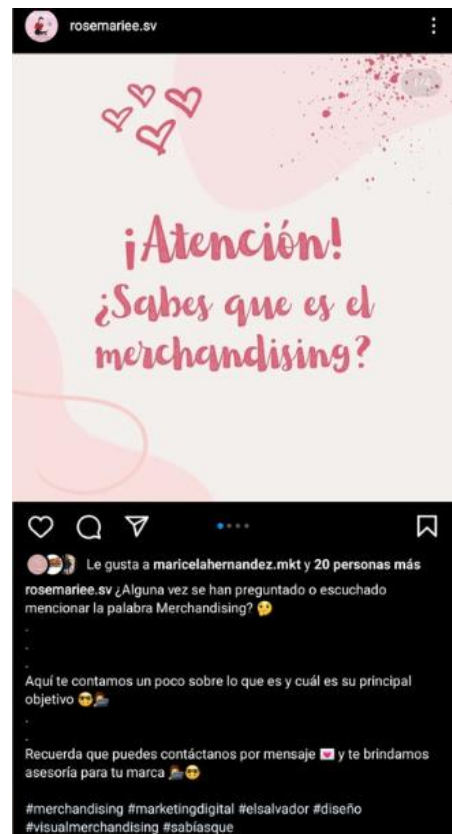 rosemariee.sv
¡Atención!
¿Sabes que es el
merchandising?
Le gusta a maricelahernandez.mkt y 20 personas más
rosemariee.sv ¿Alguna vez se han preguntado o escuchado
mencionar la palabra Merchandising? 🤔
.
.
.
Aquí te contamos un poco sobre lo que es y cuál es su principal
objetivo 😎👩‍💻
.
.
Recuerda que puedes contáctanos por mensaje 💌 y te brindamos
asesoría para tu marca 👩‍💻😎
#merchandising #marketingdigital #elsalvador #diseño
#visualmerchandising #sabíasque